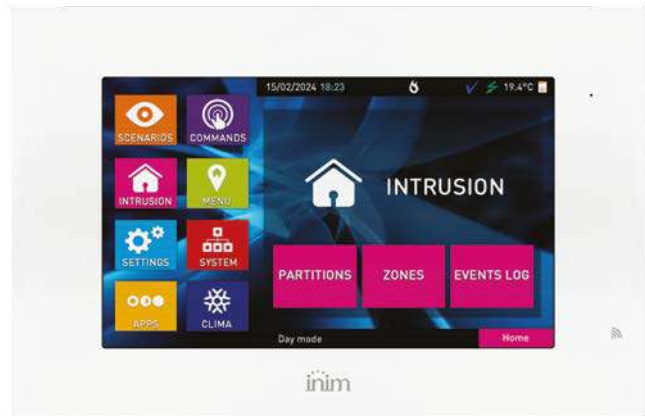 15/02/2024 18:23
19.4°C
SCENARIOS
COMMANDS
INTRUSION
MENU
SETTINGS
SYSTEM
APPS
CLIMA
INTRUSION
PARTITIONS
ZONES
EVENTS LOG
Day mode
Home
inim